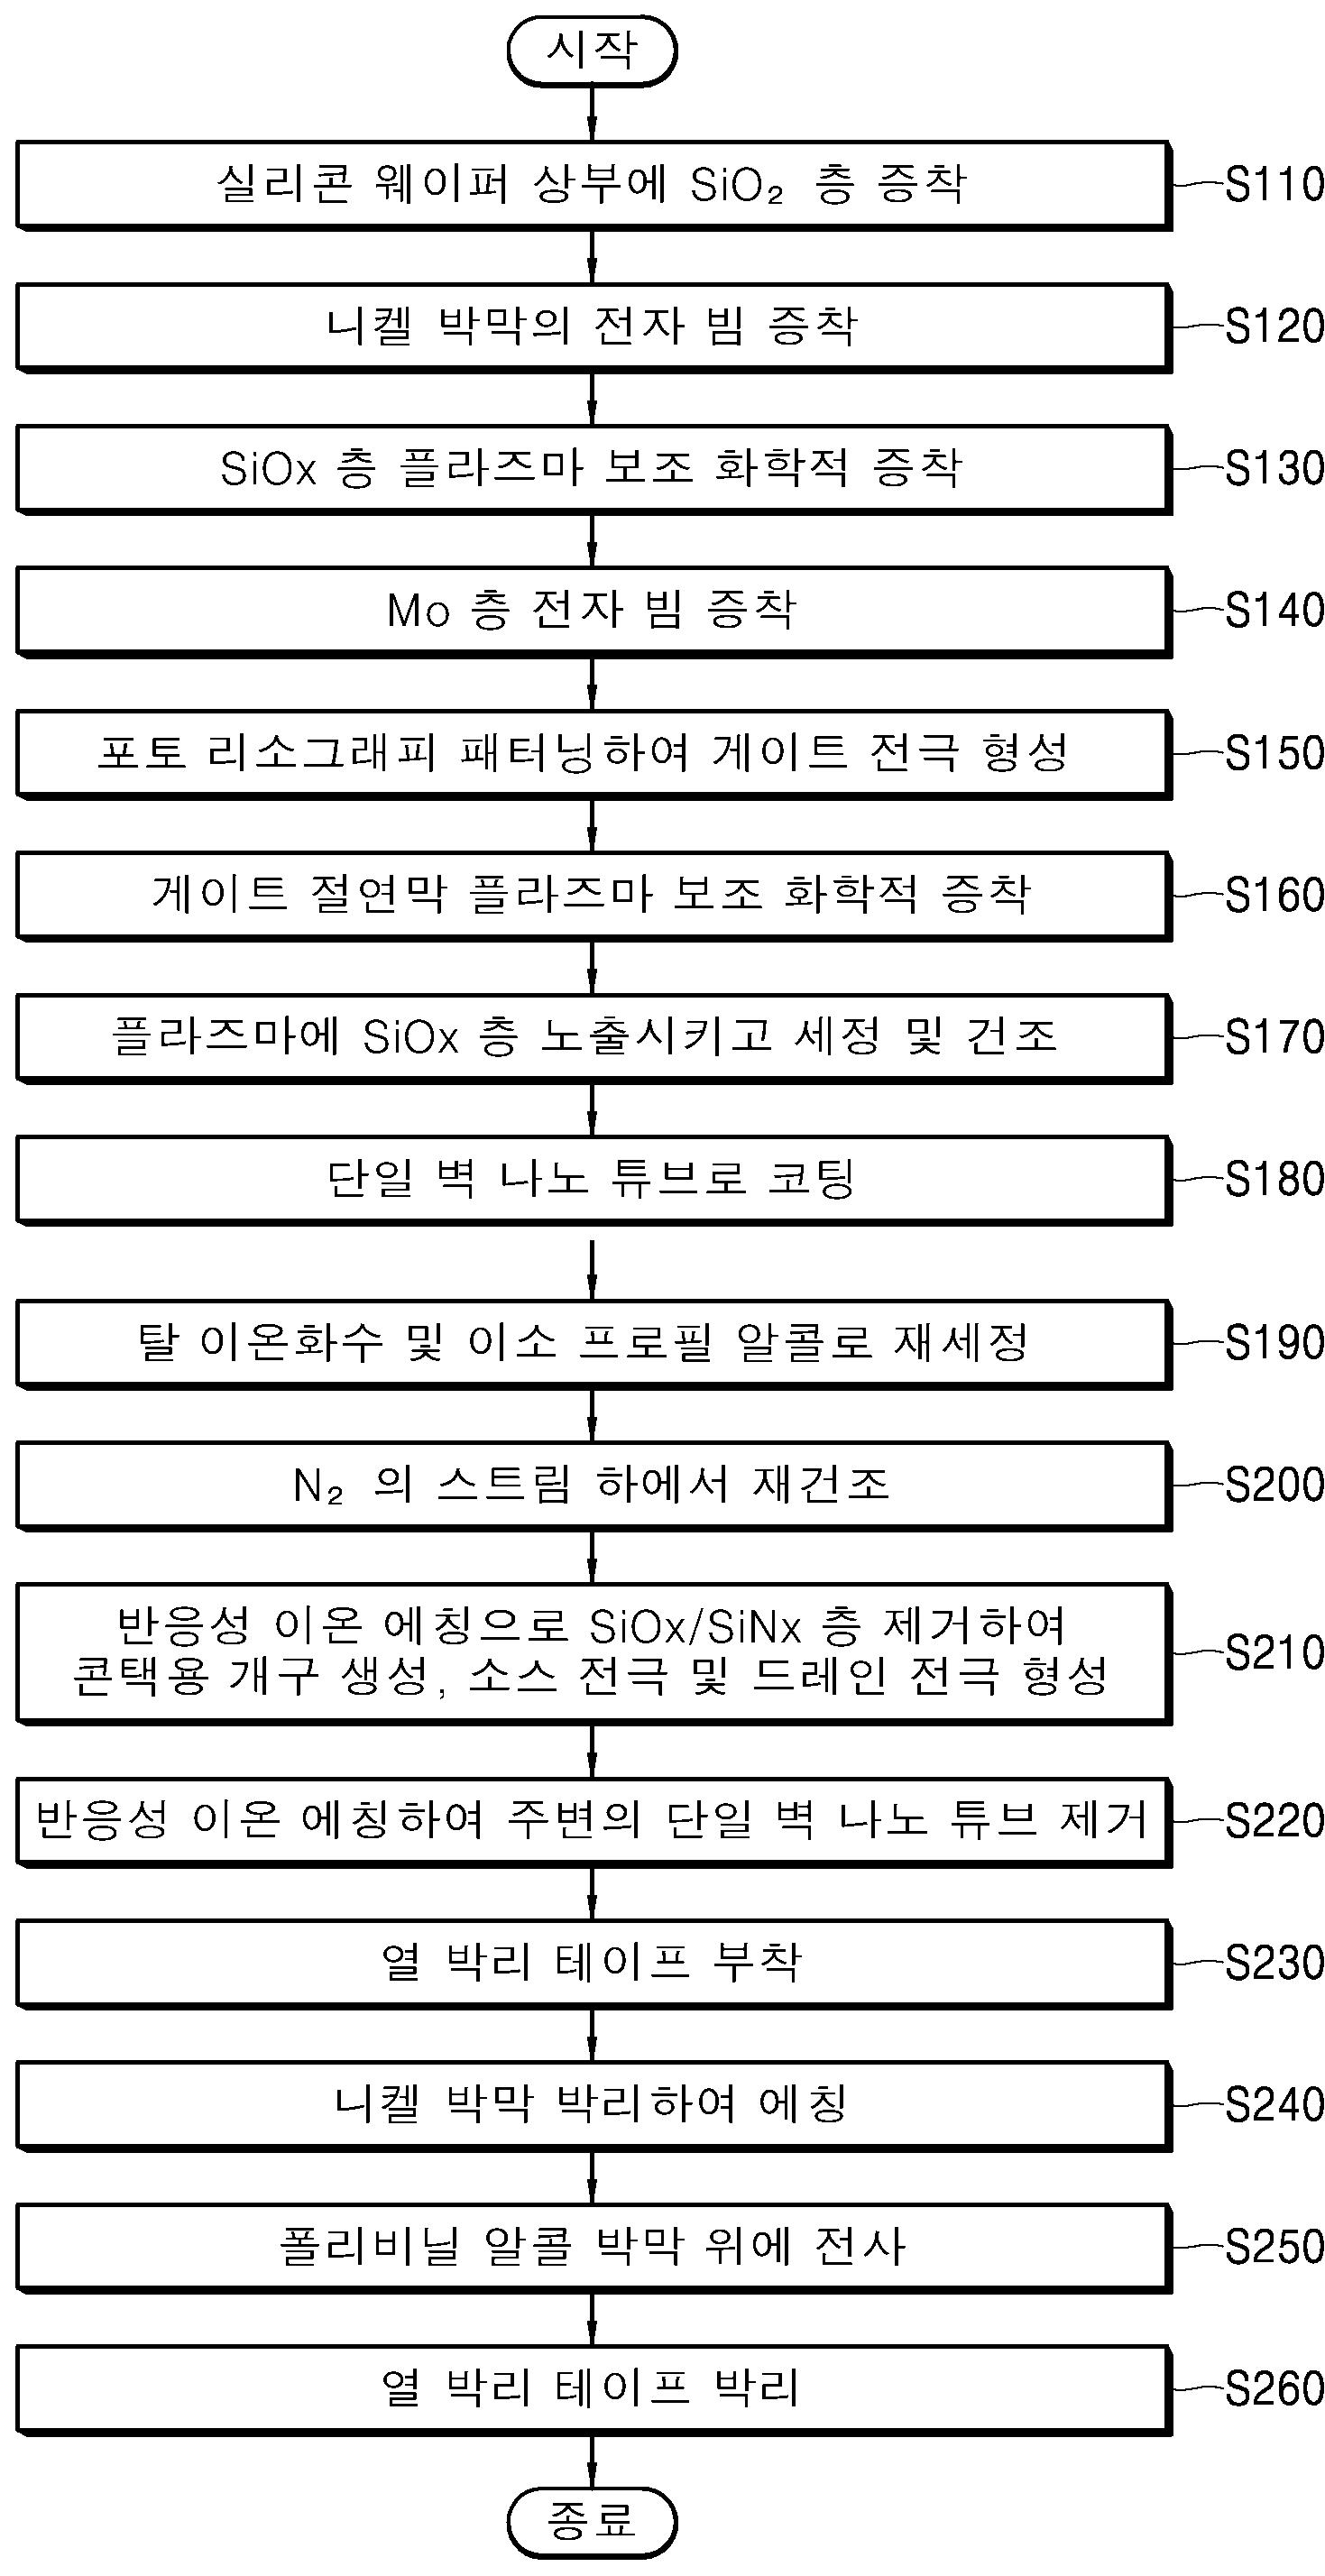 시작
실리콘 웨이퍼 상부에 SiO₂ 층 증착 S110
니켈 박막의 전자 빔 증착 S120
SiOx 층 플라즈마 보조 화학적 증착 S130
Mo 층 전자 빔 증착 S140
포토 리소그래피 패터닝하여 게이트 전극 형성 S150
게이트 절연막 플라즈마 보조 화학적 증착 S160
플라즈마에 SiOx 층 노출시키고 세정 및 건조 S170
단일 벽 나노 튜브로 코팅 S180
탈 이온화수 및 이소 프로필 알콜로 재세정 S190
N₂ 의 스트림 하에서 재건조 S200
반응성 이온 에칭으로 SiOx/SiNx 층 제거하여
콘택용 개구 생성, 소스 전극 및 드레인 전극 형성 S210
반응성 이온 에칭하여 주변의 단일 벽 나노 튜브 제거 S220
열 박리 테이프 부착 S230
니켈 박막 박리하여 에칭 S240
폴리비닐 알콜 박막 위에 전사 S250
열 박리 테이프 박리 S260
종료